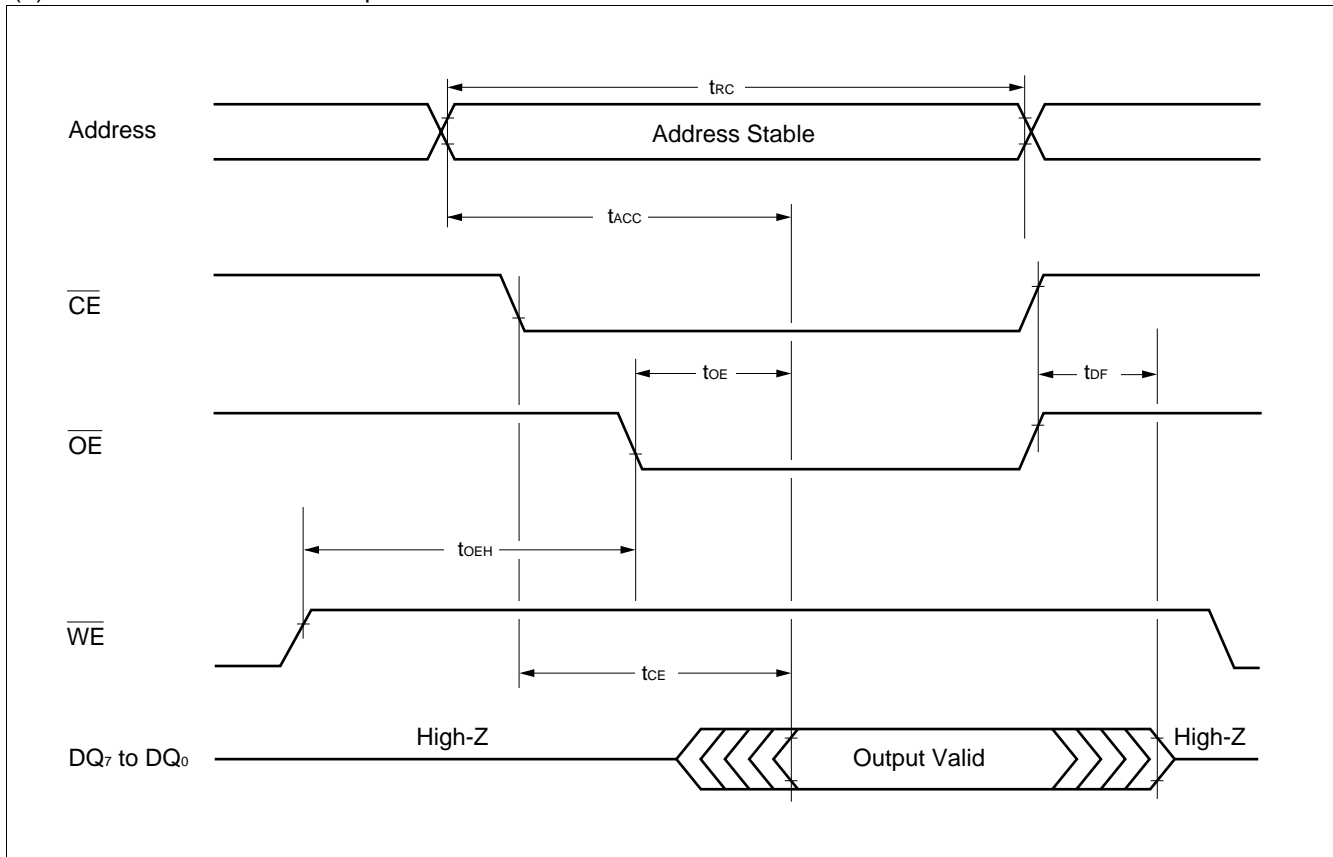 tRC
Address
Address Stable
tACC
CE
tOE
tDF
OE
tOEH
WE
tCE
High-Z
High-Z
DQ7 to DQ0
Output Valid